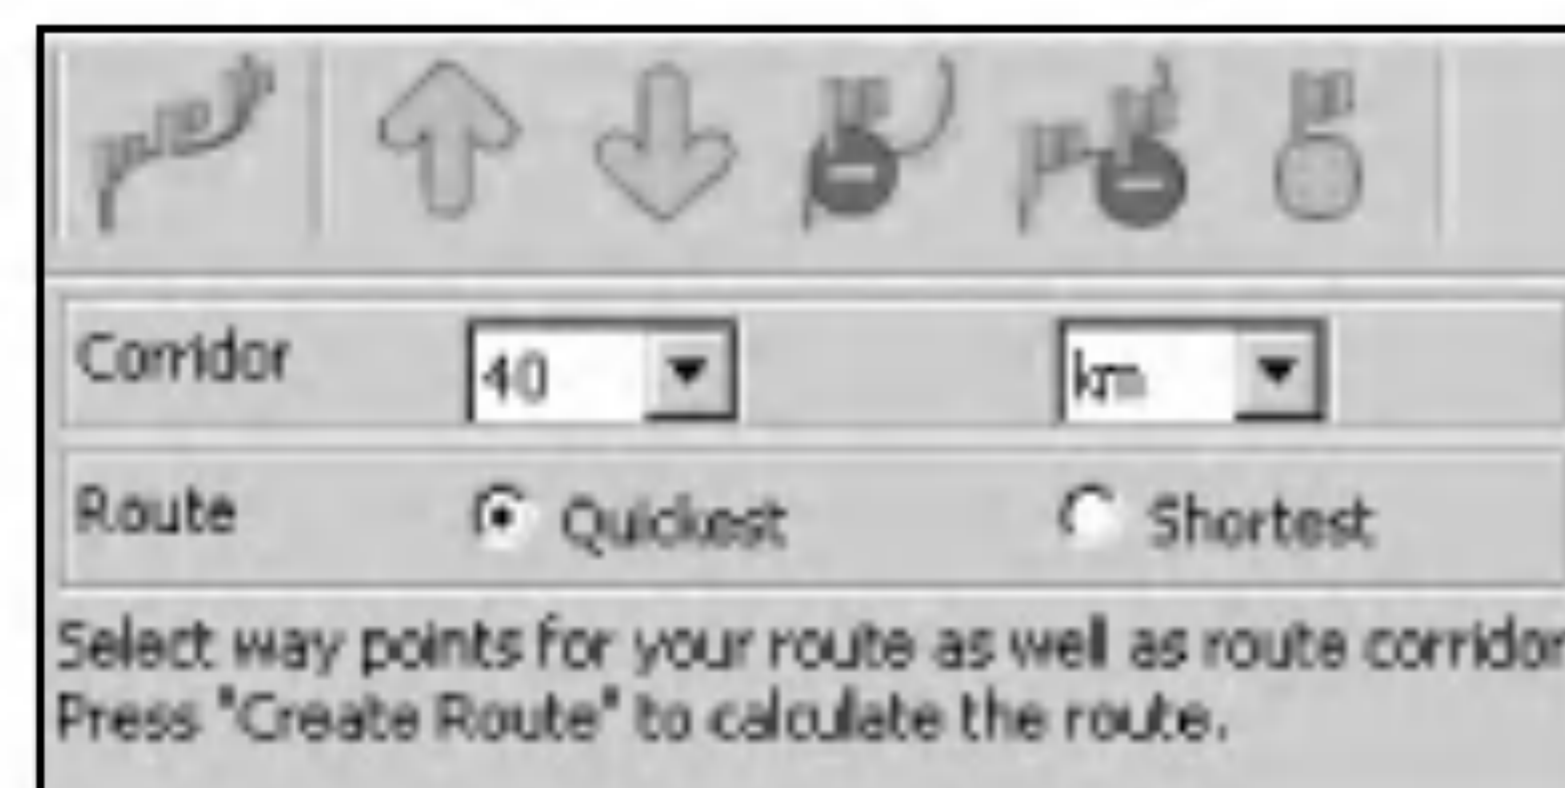 Corridor 40 km
Route Quickest Shortest
Select way points for your route as well as route corridor
Press "Create Route" to calculate the route.